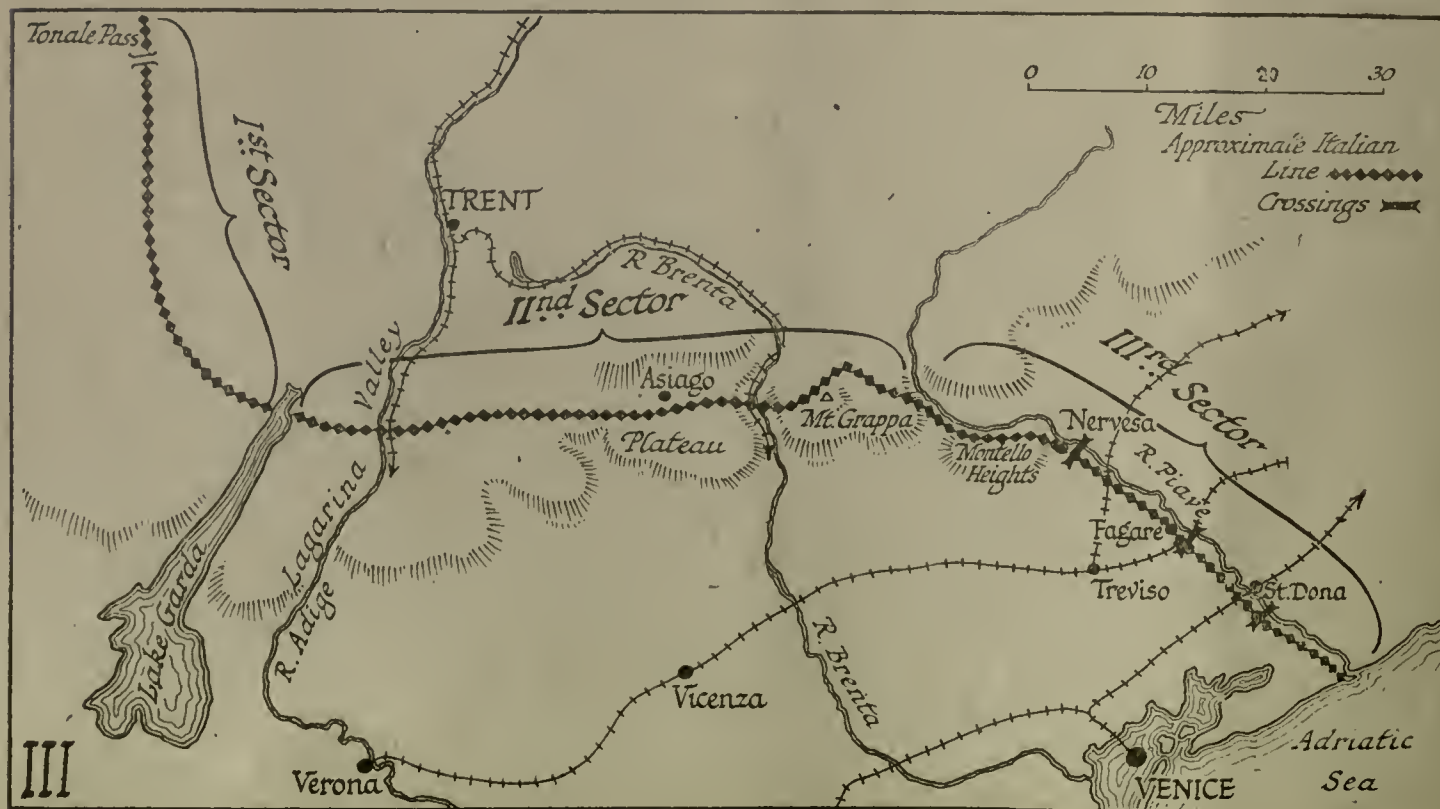 Tonale Pass
0 10 20 30
Miles
Approximate Italian
Line
Crossings
Ist Sector
TRENT
R. Brenta
IInd Sector
IIIrd Sector
Valley
Asiago
Plateau
Mt. Grappa
Nervesa
Montello
Heights
R. Piave
Lagarina
Fagare
Treviso
St. Dona
Lake Garda
R. Adige
R. Brenta
Vicenza
Verona
VENICE
Adriatic
Sea
III